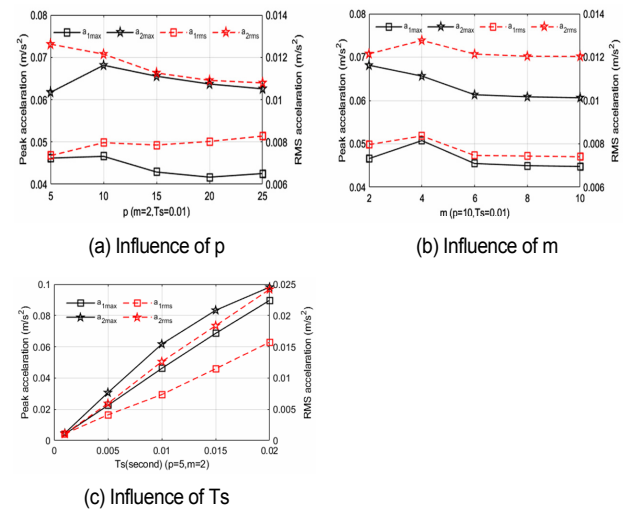 a1max a2max a1rms a2rms
Peak accelaration (m/s²)
0.08
0.07
0.06
0.05
0.04
0.014
0.012
0.01
0.008
0.006
RMS accelaration (m/s²)
5 10 15 20 25
p (m=2,Ts=0.01)
(a) Influence of p
a1max a2max a1rms a2rms
Peak accelaration (m/s²)
0.08
0.07
0.06
0.05
0.04
0.014
0.012
0.01
0.008
0.006
RMS accelaration (m/s²)
2 4 6 8 10
m (p=10,Ts=0.01)
(b) Influence of m
a1max a1rms
a2max a2rms
Peak accelaration (m/s²)
0.1
0.08
0.06
0.04
0.02
0
0.025
0.02
0.015
0.01
0.005
0
RMS accelaration (m/s²)
0 0.005 0.01 0.015 0.02
Ts(second) (p=5,m=2)
(c) Influence of Ts